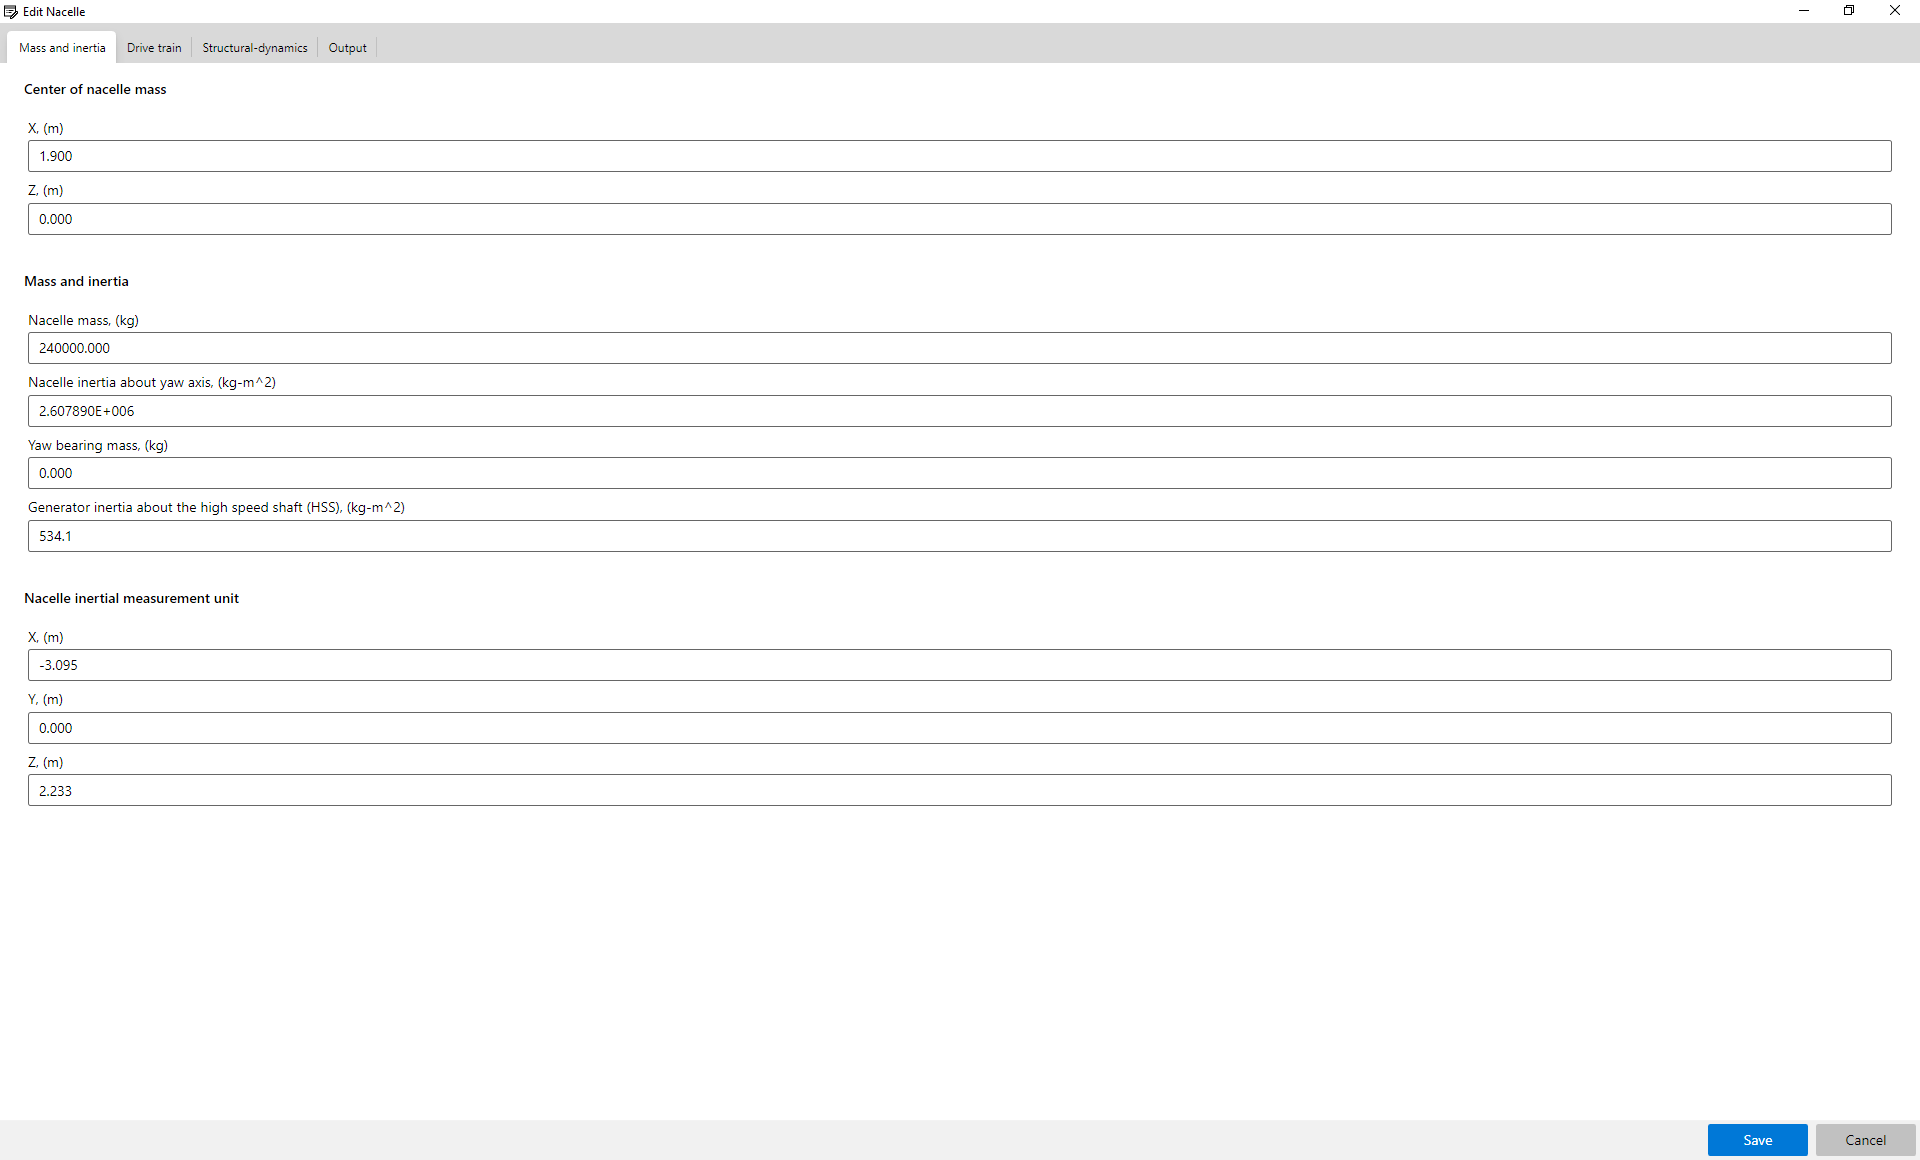 Edit Nacelle
Mass and inertia Drive train Structural-dynamics Output
Center of nacelle mass
X, (m)
1.900
Z, (m)
0.000
Mass and inertia
Nacelle mass, (kg)
240000.000
Nacelle inertia about yaw axis, (kg-m^2)
2.607890E+006
Yaw bearing mass, (kg)
0.000
Generator inertia about the high speed shaft (HSS), (kg-m^2)
534.1
Nacelle inertial measurement unit
X, (m)
-3.095
Y, (m)
0.000
Z, (m)
2.233
Save Cancel